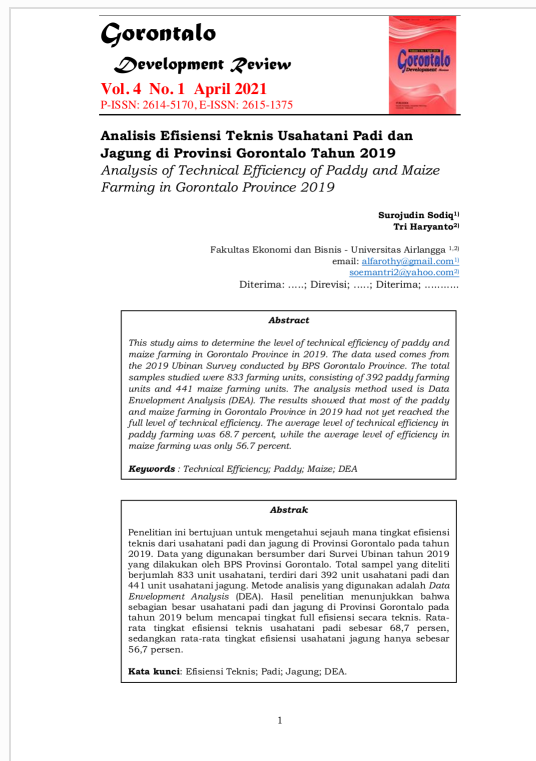 Gorontalo
Development Review
Vol. 4 No. 1 April 2021
P-ISSN: 2614-5170, E-ISSN: 2615-1375
Gorontalo
Development Review
Analisis Efisiensi Teknis Usahatani Padi dan
Jagung di Provinsi Gorontalo Tahun 2019
Analysis of Technical Efficiency of Paddy and Maize
Farming in Gorontalo Province 2019
Surojudin Sodiq1)
Tri Haryanto2)
Fakultas Ekonomi dan Bisnis - Universitas Airlangga 1,2)
email: alfarothy@gmail.com1)
soemantri2@yahoo.com2)
Diterima: .....; Direvisi; .....; Diterima; ...........
Abstract
This study aims to determine the level of technical efficiency of paddy and
maize farming in Gorontalo Province in 2019. The data used comes from
the 2019 Ubinan Survey conducted by BPS Gorontalo Province. The total
samples studied were 833 farming units, consisting of 392 paddy farming
units and 441 maize farming units. The analysis method used is Data
Envelopment Analysis (DEA). The results showed that most of the paddy
and maize farming in Gorontalo Province in 2019 had not yet reached the
full level of technical efficiency. The average level of technical efficiency in
paddy farming was 68.7 percent, while the average level of efficiency in
maize farming was only 56.7 percent.
Keywords : Technical Efficiency; Paddy; Maize; DEA
Abstrak
Penelitian ini bertujuan untuk mengetahui sejauh mana tingkat efisiensi
teknis dari usahatani padi dan jagung di Provinsi Gorontalo pada tahun
2019. Data yang digunakan bersumber dari Survei Ubinan tahun 2019
yang dilakukan oleh BPS Provinsi Gorontalo. Total sampel yang diteliti
berjumlah 833 unit usahatani, terdiri dari 392 unit usahatani padi dan
441 unit usahatani jagung. Metode analisis yang digunakan adalah Data
Envelopment Analysis (DEA). Hasil penelitian menunjukkan bahwa
sebagian besar usahatani padi dan jagung di Provinsi Gorontalo pada
tahun 2019 belum mencapai tingkat full efisiensi secara teknis. Rata-
rata tingkat efisiensi teknis usahatani padi sebesar 68,7 persen,
sedangkan rata-rata tingkat efisiensi usahatani jagung hanya sebesar
56,7 persen.
Kata kunci: Efisiensi Teknis; Padi; Jagung; DEA.
1